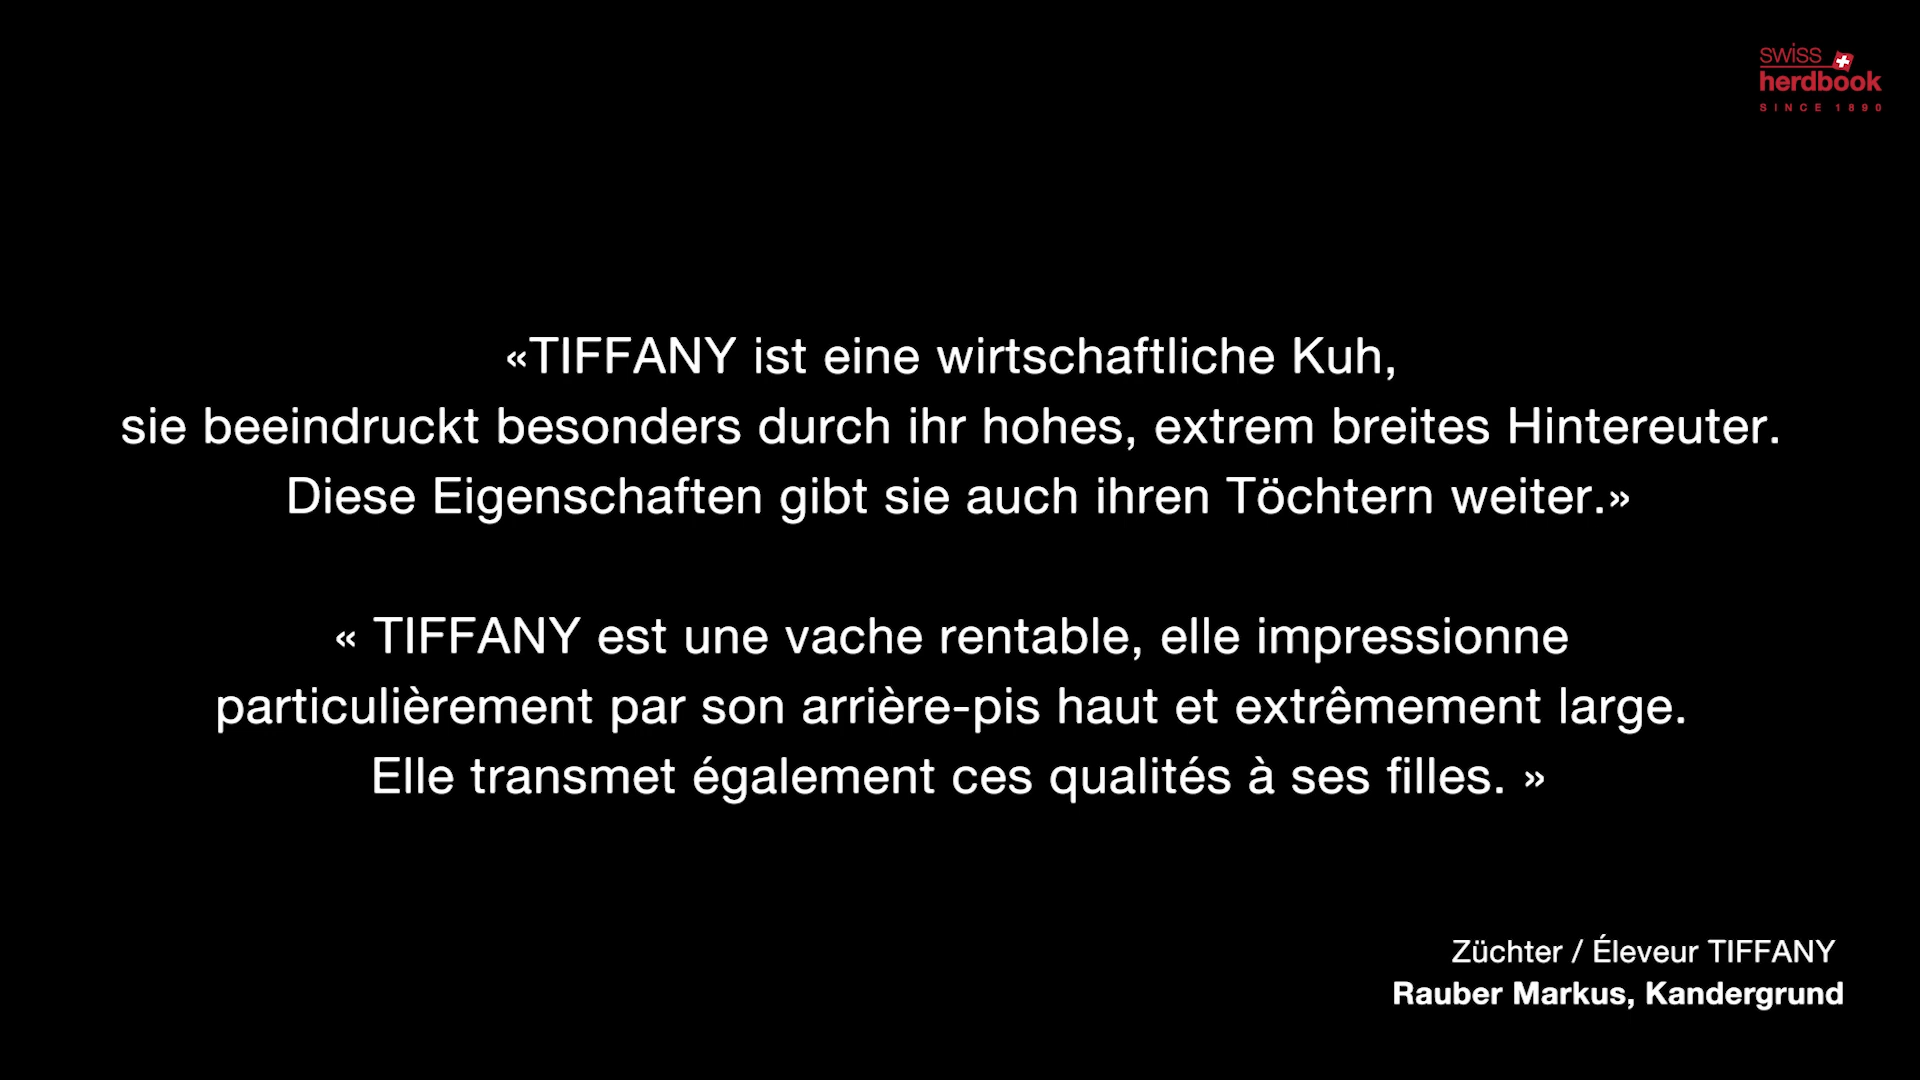 swiss
herdbook
SINCE 1890
«TIFFANY ist eine wirtschaftliche Kuh,
sie beeindruckt besonders durch ihr hohes, extrem breites Hintereuter.
Diese Eigenschaften gibt sie auch ihren Töchtern weiter.»
« TIFFANY est une vache rentable, elle impressionne
particulièrement par son arrière-pis haut et extrêmement large.
Elle transmet également ces qualités à ses filles. »
Züchter / Éleveur TIFFANY
Rauber Markus, Kandergrund